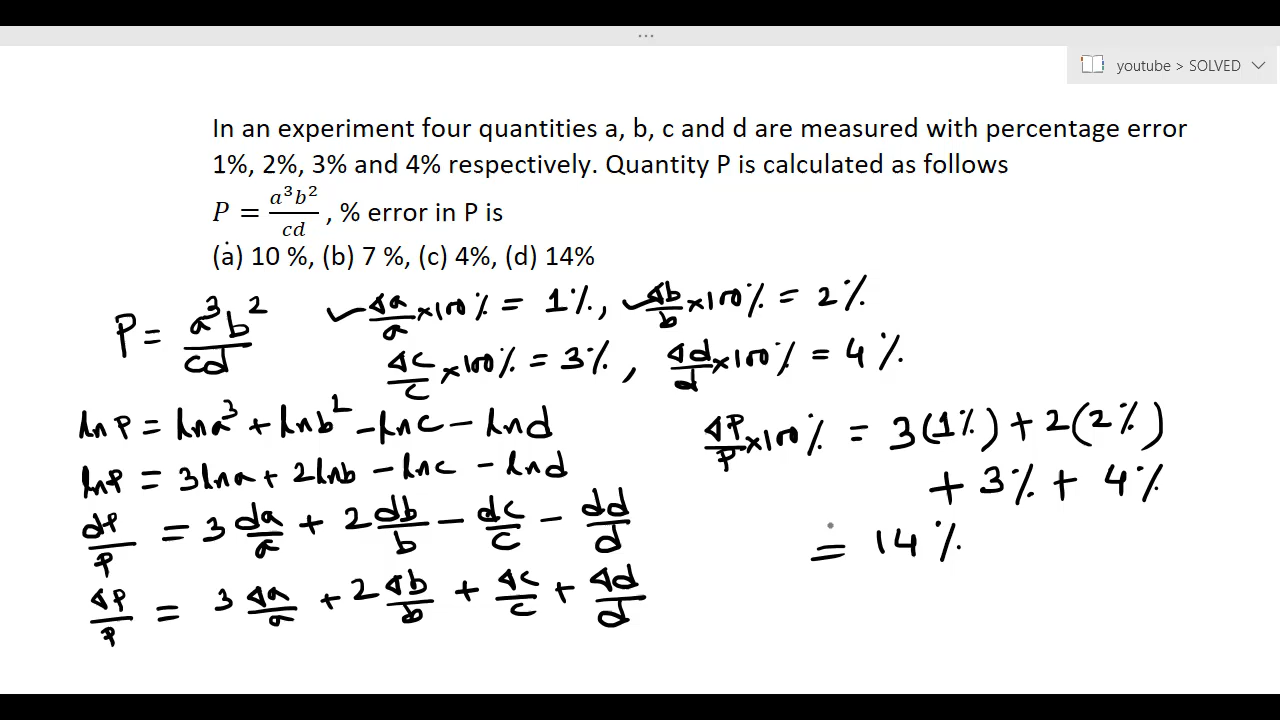 ...
youtube > SOLVED
In an experiment four quantities a, b, c and d are measured with percentage error
1%, 2%, 3% and 4% respectively. Quantity P is calculated as follows
P = a³b²/cd , % error in P is
(a) 10 %, (b) 7 %, (c) 4%, (d) 14%
P = a³b²/cd
Δa/a ×100% = 1%, Δb/b ×100% = 2%
Δc/c ×100% = 3%, Δd/d ×100% = 4%
ln P = ln a³ + ln b² - ln c - ln d
ln P = 3 ln a + 2 ln b - ln c - ln d
dP/P = 3 da/a + 2 db/b - dc/c - dd/d
ΔP/P = 3 Δa/a + 2 Δb/b + Δc/c + Δd/d
ΔP/P ×100% = 3(1%) + 2(2%)
+ 3% + 4%
= 14%